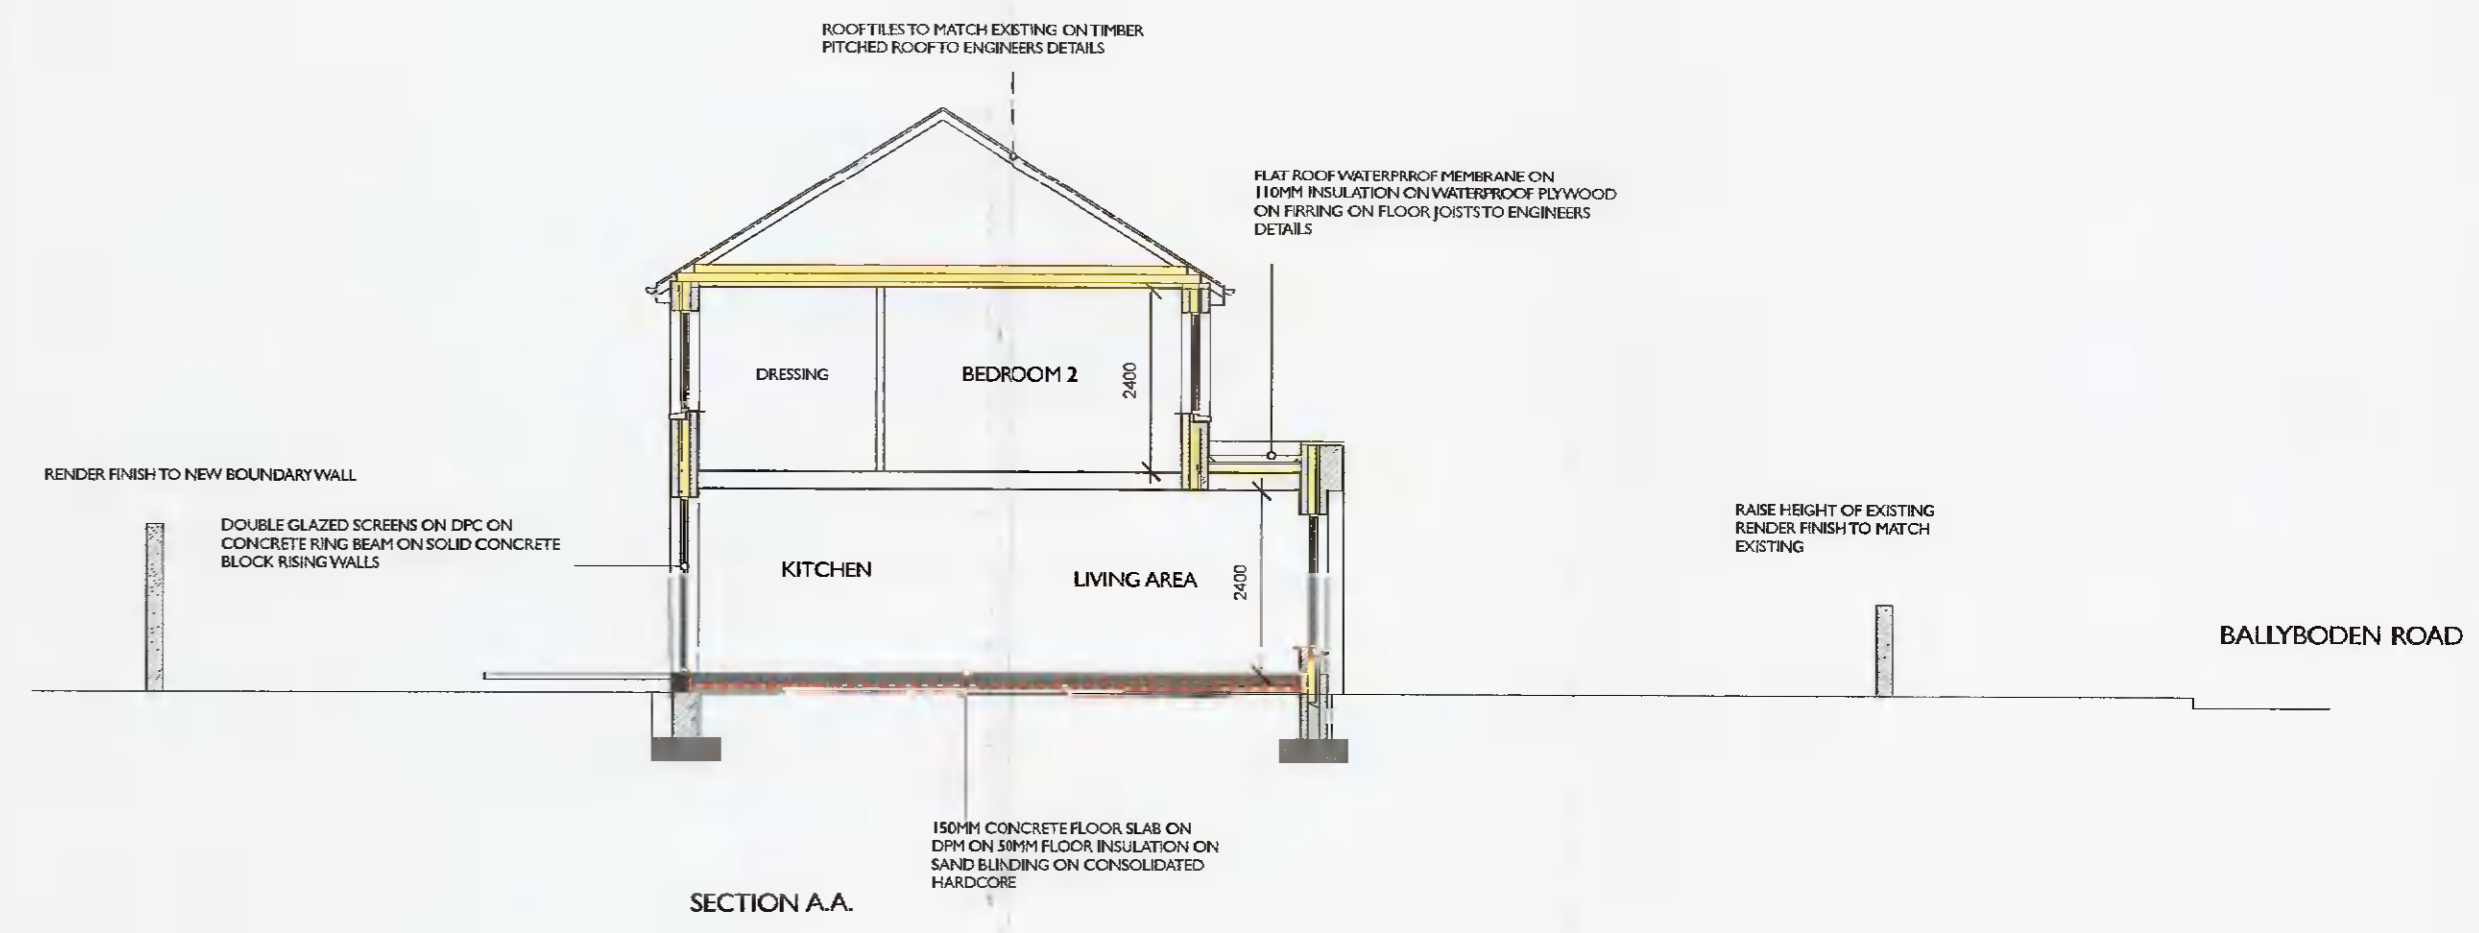 ROOF TILES TO MATCH EXISTING ON TIMBER
PITCHED ROOF TO ENGINEERS DETAILS
FLAT ROOF WATERPRROF MEMBRANE ON
110MM INSULATION ON WATERPROOF PLYWOOD
ON FIRRING ON FLOOR JOISTS TO ENGINEERS
DETAILS
DRESSING
BEDROOM 2
2400
RENDER FINISH TO NEW BOUNDARY WALL
DOUBLE GLAZED SCREENS ON DPC ON
CONCRETE RING BEAM ON SOLID CONCRETE
BLOCK RISING WALLS
KITCHEN
LIVING AREA
2400
RAISE HEIGHT OF EXISTING
RENDER FINISH TO MATCH
EXISTING
BALLYBODEN ROAD
150MM CONCRETE FLOOR SLAB ON
DPM ON 50MM FLOOR INSULATION ON
SAND BLINDING ON CONSOLIDATED
HARDCORE
SECTION A.A.